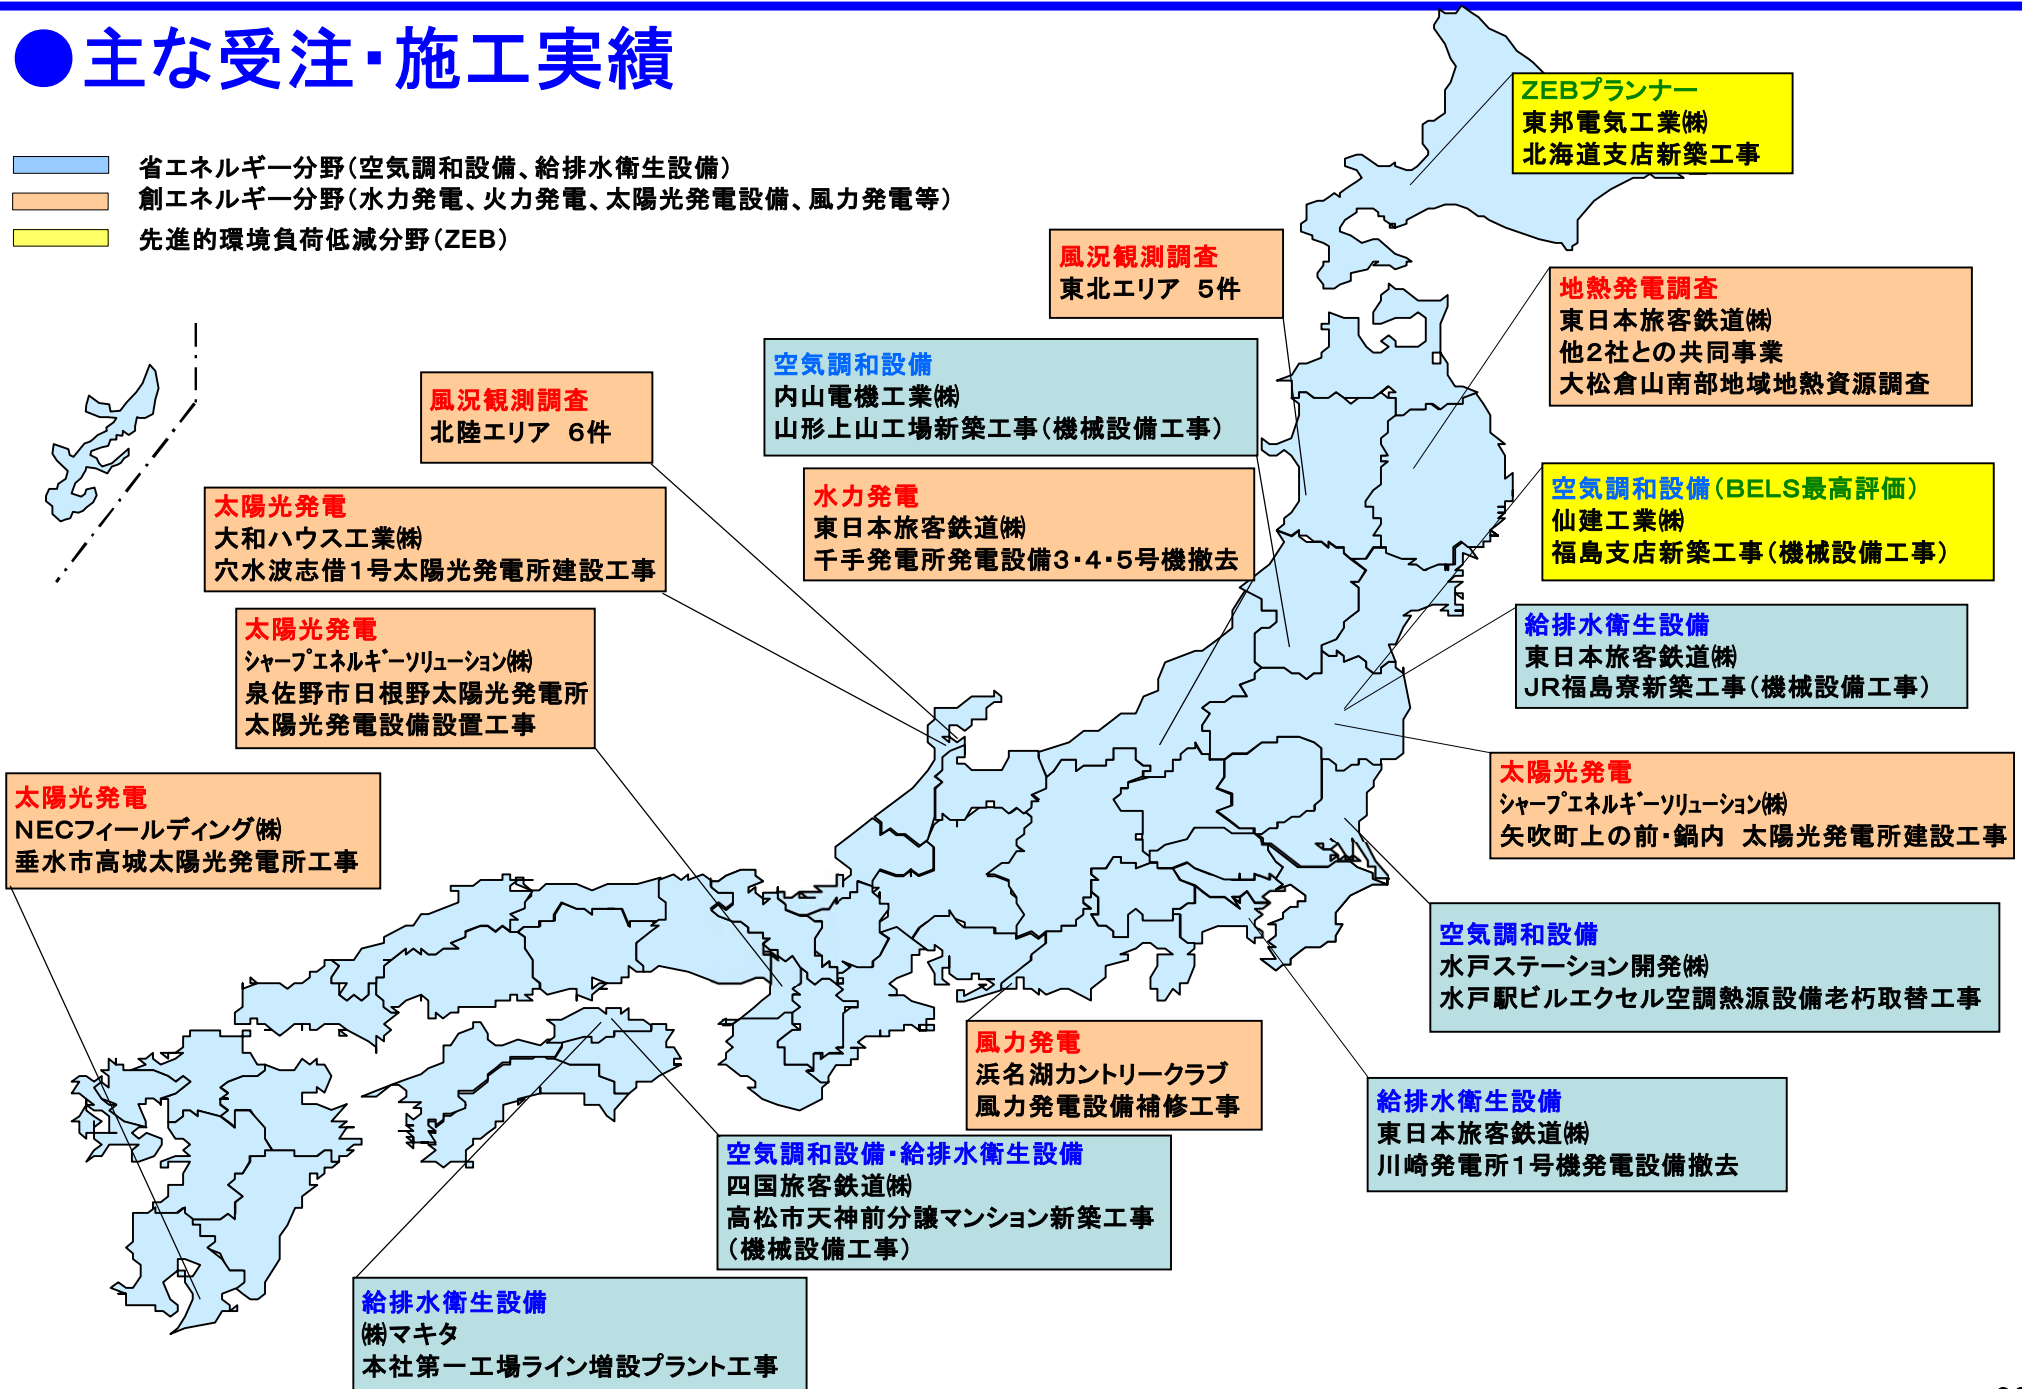 ●主な受注・施工実績
省エネルギー分野（空気調和設備、給排水衛生設備）
創エネルギー分野（水力発電、火力発電、太陽光発電設備、風力発電等）
先進的環境負荷低減分野（ZEB）
ZEBプランナー
東邦電気工業㈱
北海道支店新築工事
風況観測調査
東北エリア　5件
地熱発電調査
東日本旅客鉄道㈱
他2社との共同事業
大松倉山南部地域地熱資源調査
空気調和設備
内山電機工業㈱
山形上山工場新築工事（機械設備工事）
風況観測調査
北陸エリア　6件
水力発電
東日本旅客鉄道㈱
千手発電所発電設備3・4・5号機撤去
空気調和設備（BELS最高評価）
仙建工業㈱
福島支店新築工事（機械設備工事）
太陽光発電
大和ハウス工業㈱
穴水波志借1号太陽光発電所建設工事
給排水衛生設備
東日本旅客鉄道㈱
JR福島寮新築工事（機械設備工事）
太陽光発電
ｼｬｰﾌﾟｴﾈﾙｷﾞｰソリューション㈱
泉佐野市日根野太陽光発電所
太陽光発電設備設置工事
太陽光発電
ｼｬｰﾌﾟｴﾈﾙｷﾞｰソリューション㈱
矢吹町上の前・鍋内　太陽光発電所建設工事
太陽光発電
NECフィールディング㈱
垂水市高城太陽光発電所工事
空気調和設備
水戸ステーション開発㈱
水戸駅ビルエクセル空調熱源設備老朽取替工事
風力発電
浜名湖カントリークラブ
風力発電設備補修工事
給排水衛生設備
東日本旅客鉄道㈱
川崎発電所1号機発電設備撤去
空気調和設備・給排水衛生設備
四国旅客鉄道㈱
高松市天神前分譲マンション新築工事
（機械設備工事）
給排水衛生設備
㈱マキタ
本社第一工場ライン増設プラント工事